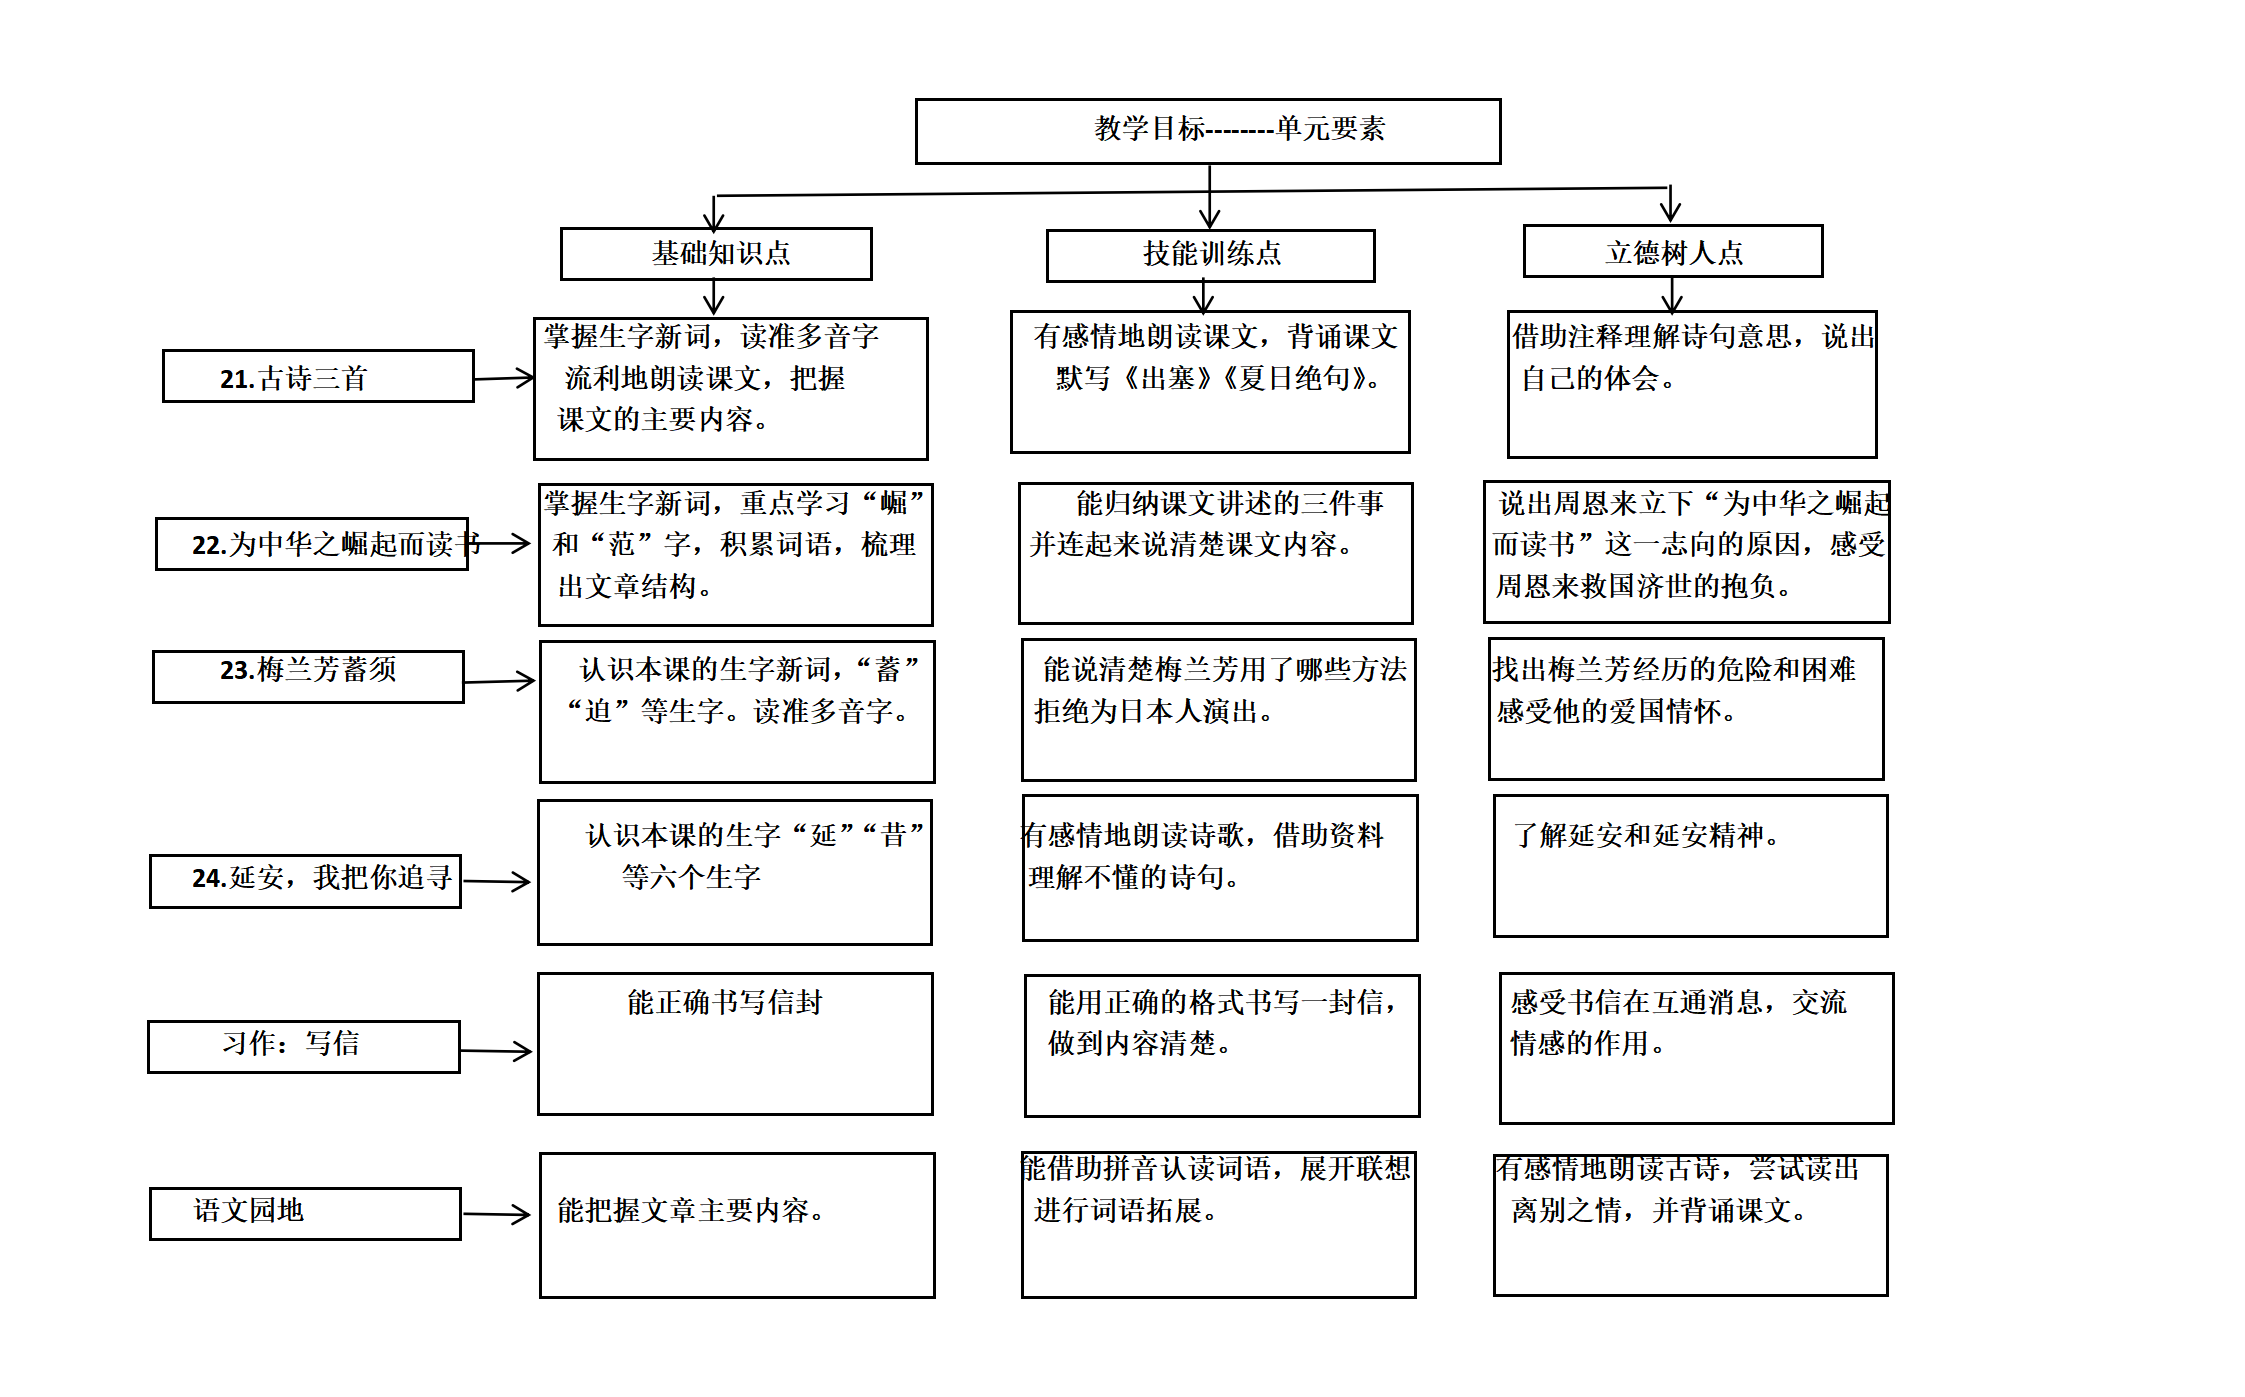 教学目标--------单元要素
基础知识点
技能训练点
立德树人点
21.古诗三首
掌握生字新词，读准多音字
流利地朗读课文，把握
课文的主要内容。
有感情地朗读课文，背诵课文
默写《出塞》《夏日绝句》。
借助注释理解诗句意思，说出
自己的体会。
22.为中华之崛起而读书
掌握生字新词，重点学习“崛”
和“范”字，积累词语，梳理
出文章结构。
能归纳课文讲述的三件事
并连起来说清楚课文内容。
说出周恩来立下“为中华之崛起
而读书”这一志向的原因，感受
周恩来救国济世的抱负。
23.梅兰芳蓄须
认识本课的生字新词，“蓄”
“迫”等生字。读准多音字。
能说清楚梅兰芳用了哪些方法
拒绝为日本人演出。
找出梅兰芳经历的危险和困难
感受他的爱国情怀。
24.延安，我把你追寻
认识本课的生字“延”“昔”
等六个生字
有感情地朗读诗歌，借助资料
理解不懂的诗句。
了解延安和延安精神。
习作：写信
能正确书写信封
能用正确的格式书写一封信，
做到内容清楚。
感受书信在互通消息，交流
情感的作用。
语文园地
能把握文章主要内容。
能借助拼音认读词语，展开联想
进行词语拓展。
有感情地朗读古诗，尝试读出
离别之情，并背诵课文。